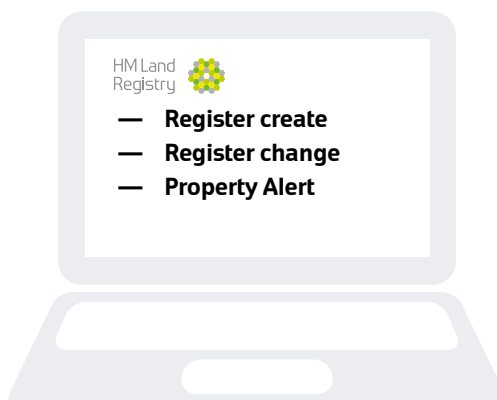 HM Land
Registry
— Register create
— Register change
— Property Alert